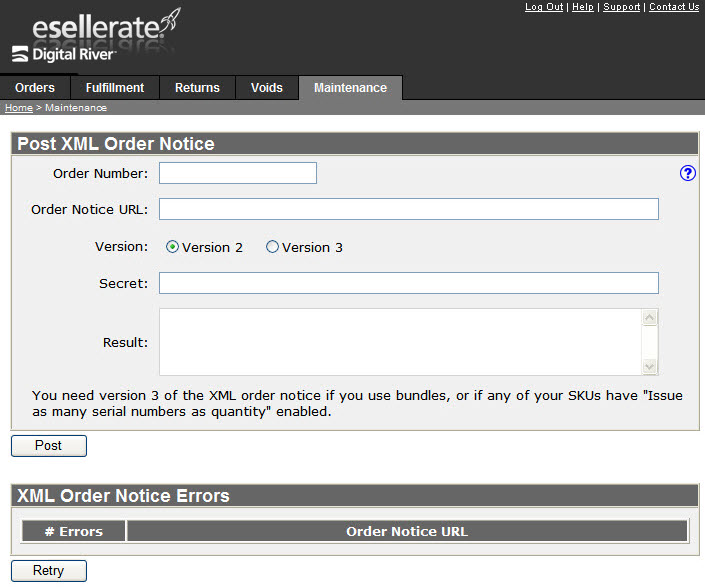 Log Out | Help | Support | Contact Us
esellerate.
Digital River
Orders Fulfillment Returns Voids Maintenance
Home > Maintenance
Post XML Order Notice
Order Number:
?
Order Notice URL:
Version: Version 2 Version 3
Secret:
Result:
You need version 3 of the XML order notice if you use bundles, or if any of your SKUs have "Issue
as many serial numbers as quantity" enabled.
Post
XML Order Notice Errors
# Errors Order Notice URL
Retry